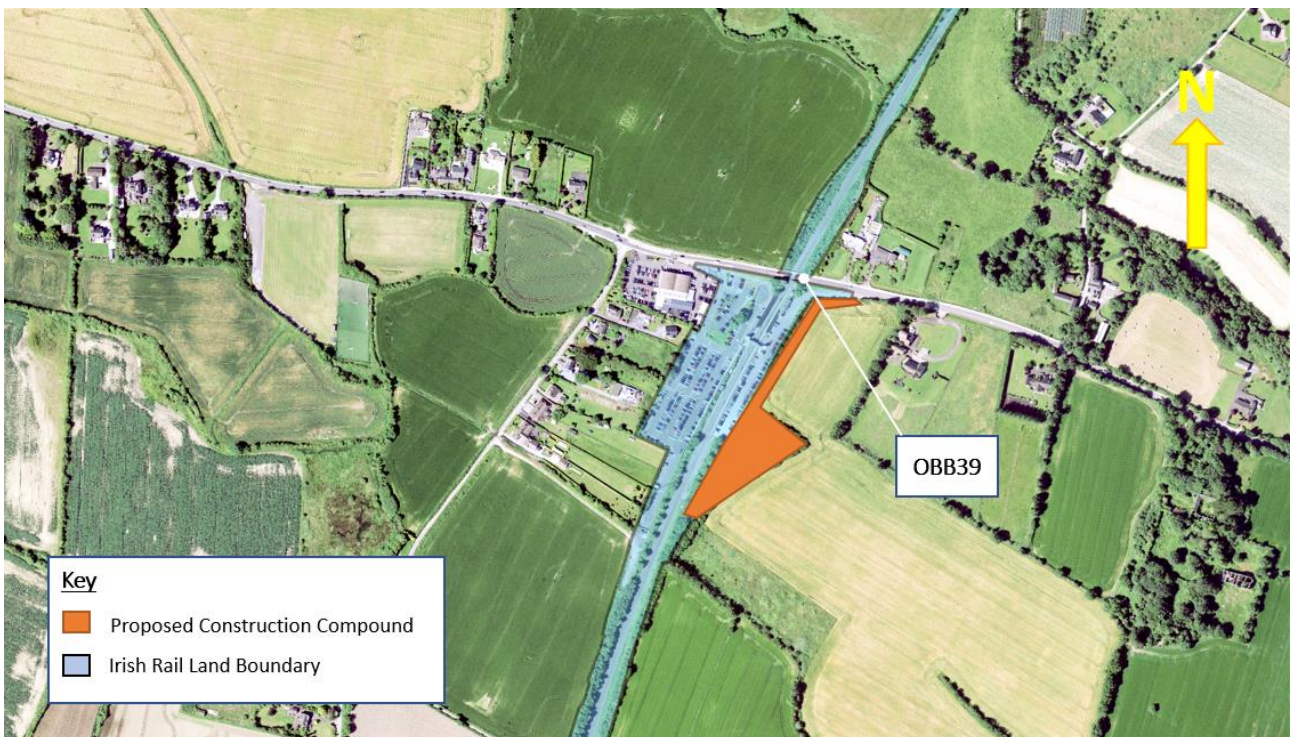 N
OBB39
Key
Proposed Construction Compound
Irish Rail Land Boundary